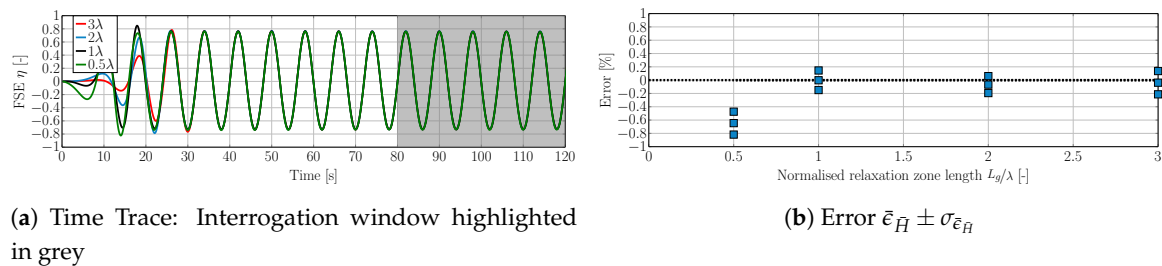 1
0.8
0.6
0.4
0.2
0
−0.2
−0.4
−0.6
−0.8
−1
FSE η [-]
3λ
2λ
1λ
0.5λ
0 10 20 30 40 50 60 70 80 90 100 110 120
Time [s]
1
0.8
0.6
0.4
0.2
0
−0.2
−0.4
−0.6
−0.8
−1
Error [%]
0 0.5 1 1.5 2 2.5 3
Normalised relaxation zone length L_g/λ [-]
(a) Time Trace: Interrogation window highlighted
in grey
(b) Error ε̄_H̄ ± σ_ε̄_H̄